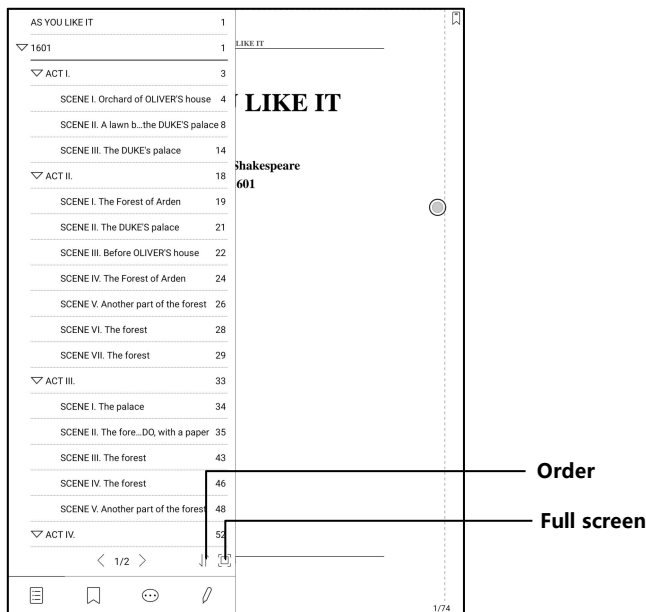 AS YOU LIKE IT 1
1601 1
ACT I. 3
SCENE I. Orchard of OLIVER'S house 4
SCENE II. A lawn b...the DUKE'S palace 8
SCENE III. The DUKE's palace 14
ACT II. 18
SCENE I. The Forest of Arden 19
SCENE II. The DUKE'S palace 21
SCENE III. Before OLIVER'S house 22
SCENE IV. The Forest of Arden 24
SCENE V. Another part of the forest 26
SCENE VI. The forest 28
SCENE VII. The forest 29
ACT III. 33
SCENE I. The palace 34
SCENE II. The fore...DO, with a paper 35
SCENE III. The forest 43
SCENE IV. The forest 46
SCENE V. Another part of the forest 48
ACT IV. 52
1/2
LIKE IT
LIKE IT
Shakespeare
601
1/74
Order
Full screen